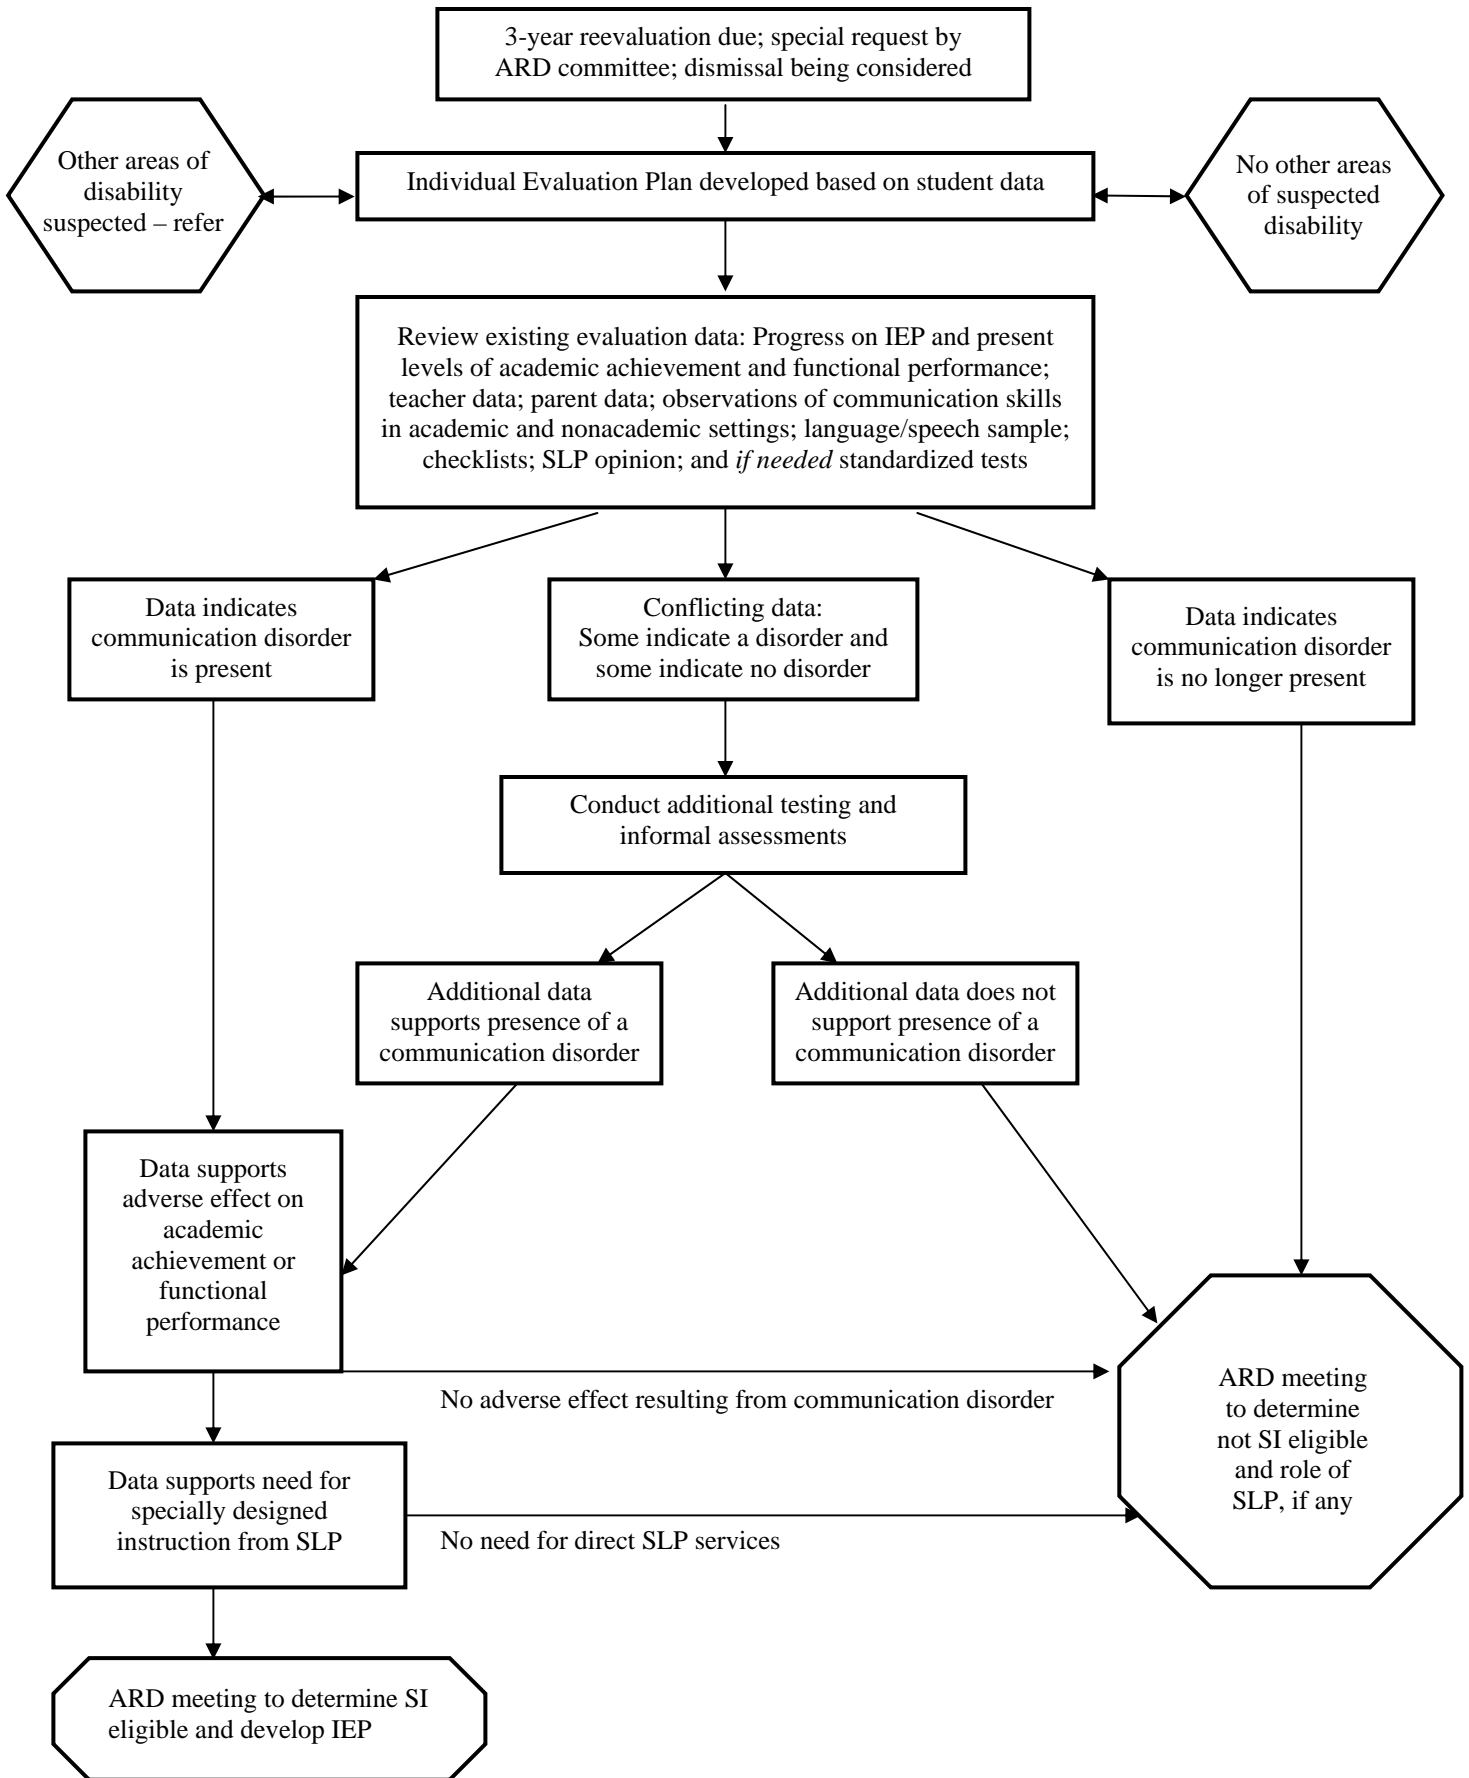 3-year reevaluation due; special request by
ARD committee; dismissal being considered
Other areas of
disability
suspected – refer
Individual Evaluation Plan developed based on student data
No other areas
of suspected
disability
Review existing evaluation data: Progress on IEP and present
levels of academic achievement and functional performance;
teacher data; parent data; observations of communication skills
in academic and nonacademic settings; language/speech sample;
checklists; SLP opinion; and if needed standardized tests
Data indicates
communication disorder
is present
Conflicting data:
Some indicate a disorder and
some indicate no disorder
Data indicates
communication disorder
is no longer present
Conduct additional testing and
informal assessments
Additional data
supports presence of a
communication disorder
Additional data does not
support presence of a
communication disorder
Data supports
adverse effect on
academic
achievement or
functional
performance
No adverse effect resulting from communication disorder
ARD meeting
to determine
not SI eligible
and role of
SLP, if any
Data supports need for
specially designed
instruction from SLP
No need for direct SLP services
ARD meeting to determine SI
eligible and develop IEP